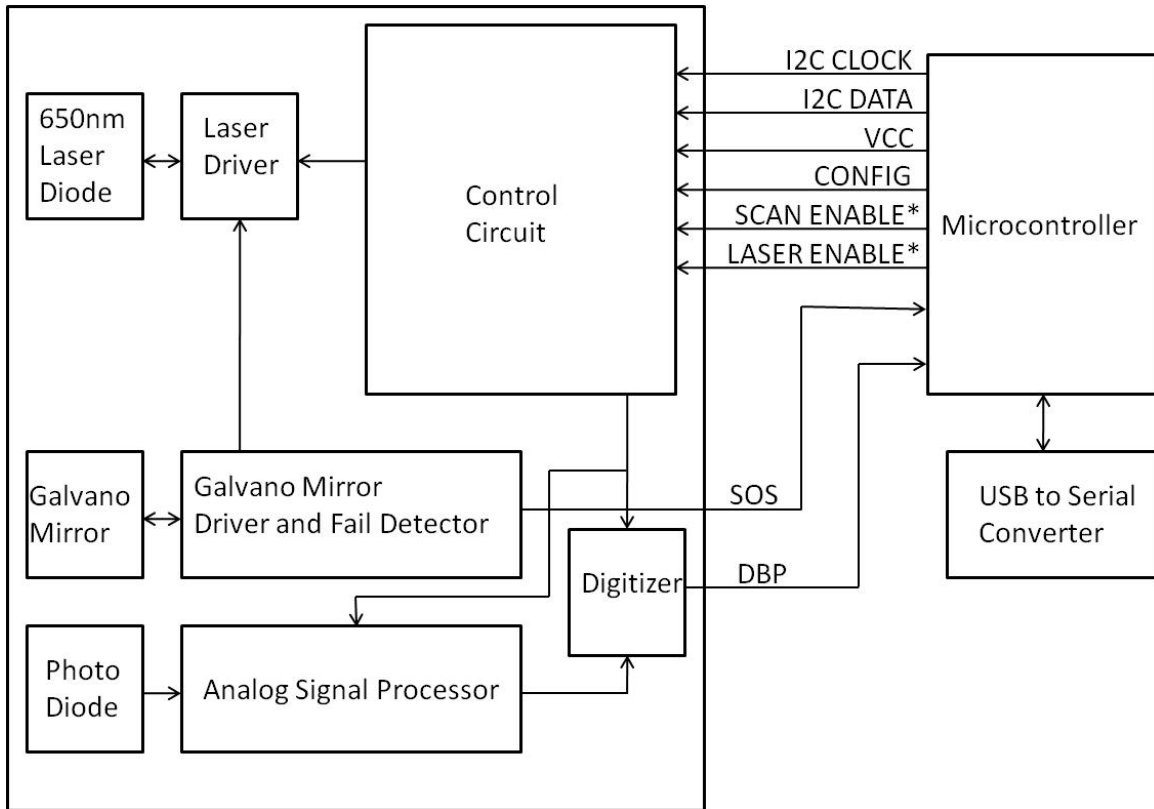 I2C CLOCK
I2C DATA
VCC
CONFIG
SCAN ENABLE*
LASER ENABLE*
650nm
Laser
Diode
Laser
Driver
Control
Circuit
Microcontroller
Galvano
Mirror
Galvano Mirror
Driver and Fail Detector
SOS
USB to Serial
Converter
Digitizer
DBP
Photo
Diode
Analog Signal Processor